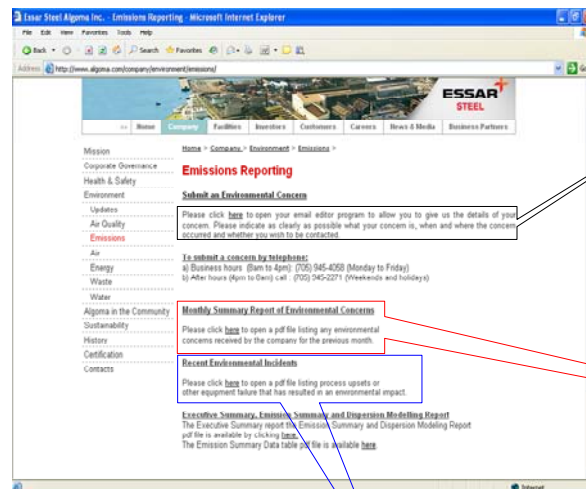 Essar Steel Algoma Inc. - Emissions Reporting - Microsoft Internet Explorer
File Edit View Favorites Tools Help
Back Search Favorites
Address http://www.algoma.com/company/environment/emissions/ Go
ESSAR
STEEL
>> Home Company Facilities Investors Customers Careers News & Media Business Partners
Home > Company > Environment > Emissions >
Mission
Corporate Governance
Health & Safety
Environment
Updates
Air Quality
Emissions
Air
Energy
Waste
Water
Algoma in the Community
Sustainability
History
Certification
Contacts
Emissions Reporting
Submit an Environmental Concern
Please click here to open your email editor program to allow you to give us the details of your
concern. Please indicate as clearly as possible what your concern is, when and where the concern
occurred and whether you wish to be contacted.
To submit a concern by telephone:
a) Business hours (8am to 4pm): (705) 945-4058 (Monday to Friday)
b) After hours (4pm to 8am) call : (705) 945-2271 (Weekends and holidays)
Monthly Summary Report of Environmental Concerns
Please click here to open a pdf file listing any environmental
concerns received by the company for the previous month.
Recent Environmental Incidents
Please click here to open a pdf file listing process upsets or
other equipment failure that has resulted in an environmental impact.
Executive Summary, Emission Summary and Dispersion Modelling Report
The Executive Summary report the Emission Summary and Dispersion Modeling Report
pdf file is available by clicking here.
The Emission Summary Data table pdf file is available here.
Internet